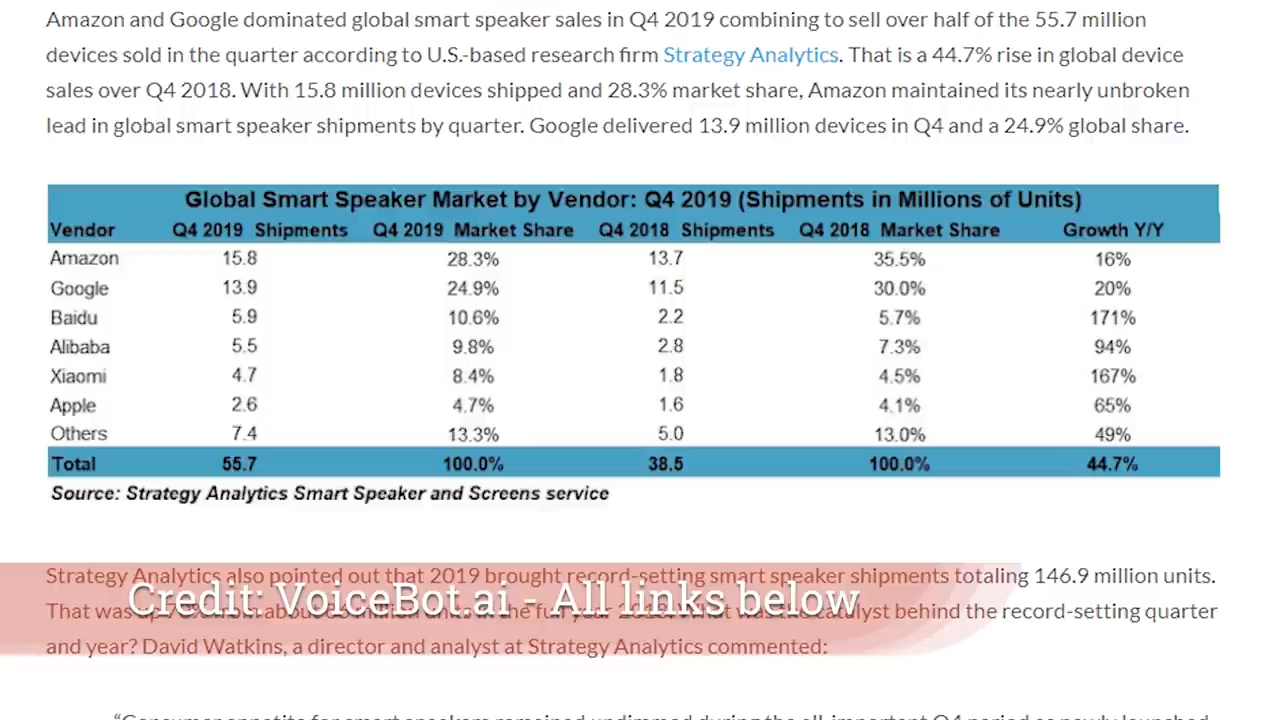 Amazon and Google dominated global smart speaker sales in Q4 2019 combining to sell over half of the 55.7 million
devices sold in the quarter according to U.S.-based research firm Strategy Analytics. That is a 44.7% rise in global device
sales over Q4 2018. With 15.8 million devices shipped and 28.3% market share, Amazon maintained its nearly unbroken
lead in global smart speaker shipments by quarter. Google delivered 13.9 million devices in Q4 and a 24.9% global share.
Global Smart Speaker Market by Vendor: Q4 2019 (Shipments in Millions of Units)
Vendor Q4 2019 Shipments Q4 2019 Market Share Q4 2018 Shipments Q4 2018 Market Share Growth Y/Y
Amazon 15.8 28.3% 13.7 35.5% 16%
Google 13.9 24.9% 11.5 30.0% 20%
Baidu 5.9 10.6% 2.2 5.7% 171%
Alibaba 5.5 9.8% 2.8 7.3% 94%
Xiaomi 4.7 8.4% 1.8 4.5% 167%
Apple 2.6 4.7% 1.6 4.1% 65%
Others 7.4 13.3% 5.0 13.0% 49%
Total 55.7 100.0% 38.5 100.0% 44.7%
Source: Strategy Analytics Smart Speaker and Screens service
Strategy Analytics also pointed out that 2019 brought record-setting smart speaker shipments totaling 146.9 million units.
Credit: VoiceBot.ai - All links below
That was the full year 2018. What was the catalyst behind the record-setting quarter
and year? David Watkins, a director and analyst at Strategy Analytics commented: